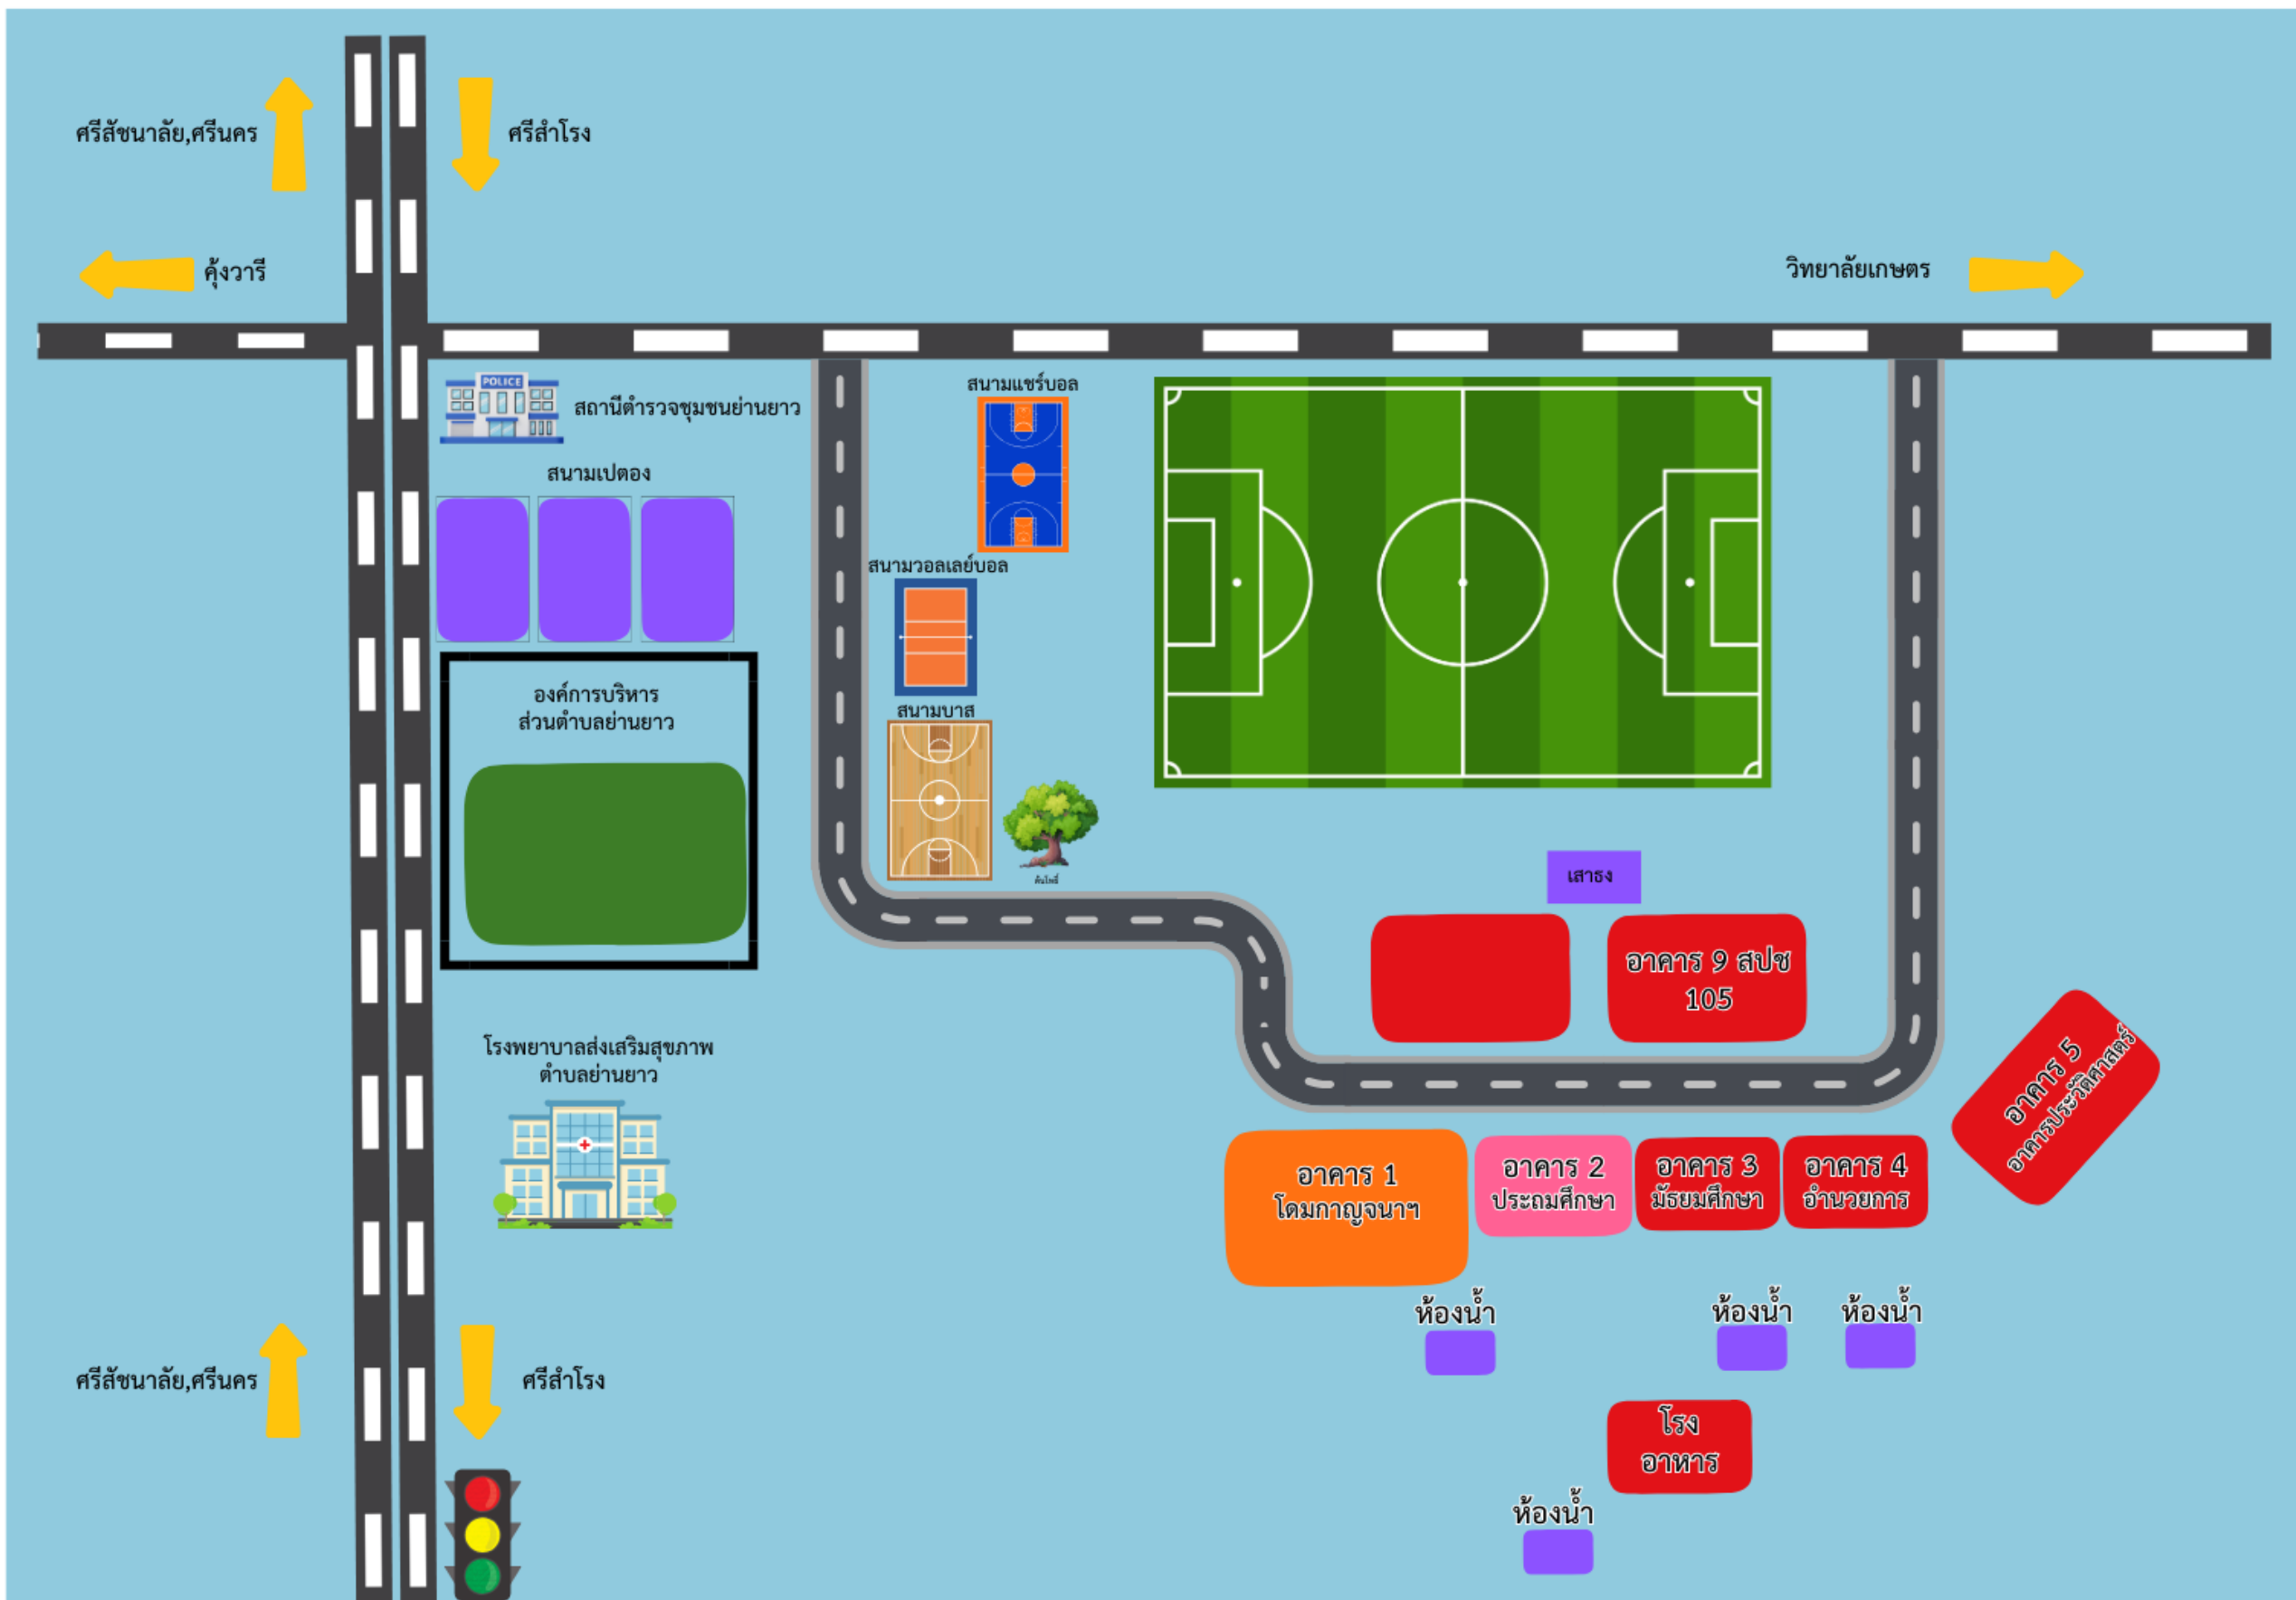 ศรีสัชนาลัย,ศรีนคร
ศรีสำโรง
คุ้งวารี
วิทยาลัยเกษตร
POLICE
สถานีตำรวจชุมชนย่านยาว
สนามแชร์บอล
สนามเปตอง
สนามวอลเลย์บอล
องค์การบริหาร
ส่วนตำบลย่านยาว
สนามบาส
ต้นโพธิ์
เสาธง
อาคาร 9 สปช
105
โรงพยาบาลส่งเสริมสุขภาพ
ตำบลย่านยาว
อาคาร 5
อาคารประวัติศาสตร์
อาคาร 1
โดมกาญจนาฯ
อาคาร 2
ประถมศึกษา
อาคาร 3
มัธยมศึกษา
อาคาร 4
อำนวยการ
ห้องน้ำ
ห้องน้ำ
ห้องน้ำ
ศรีสัชนาลัย,ศรีนคร
ศรีสำโรง
โรง
อาหาร
ห้องน้ำ